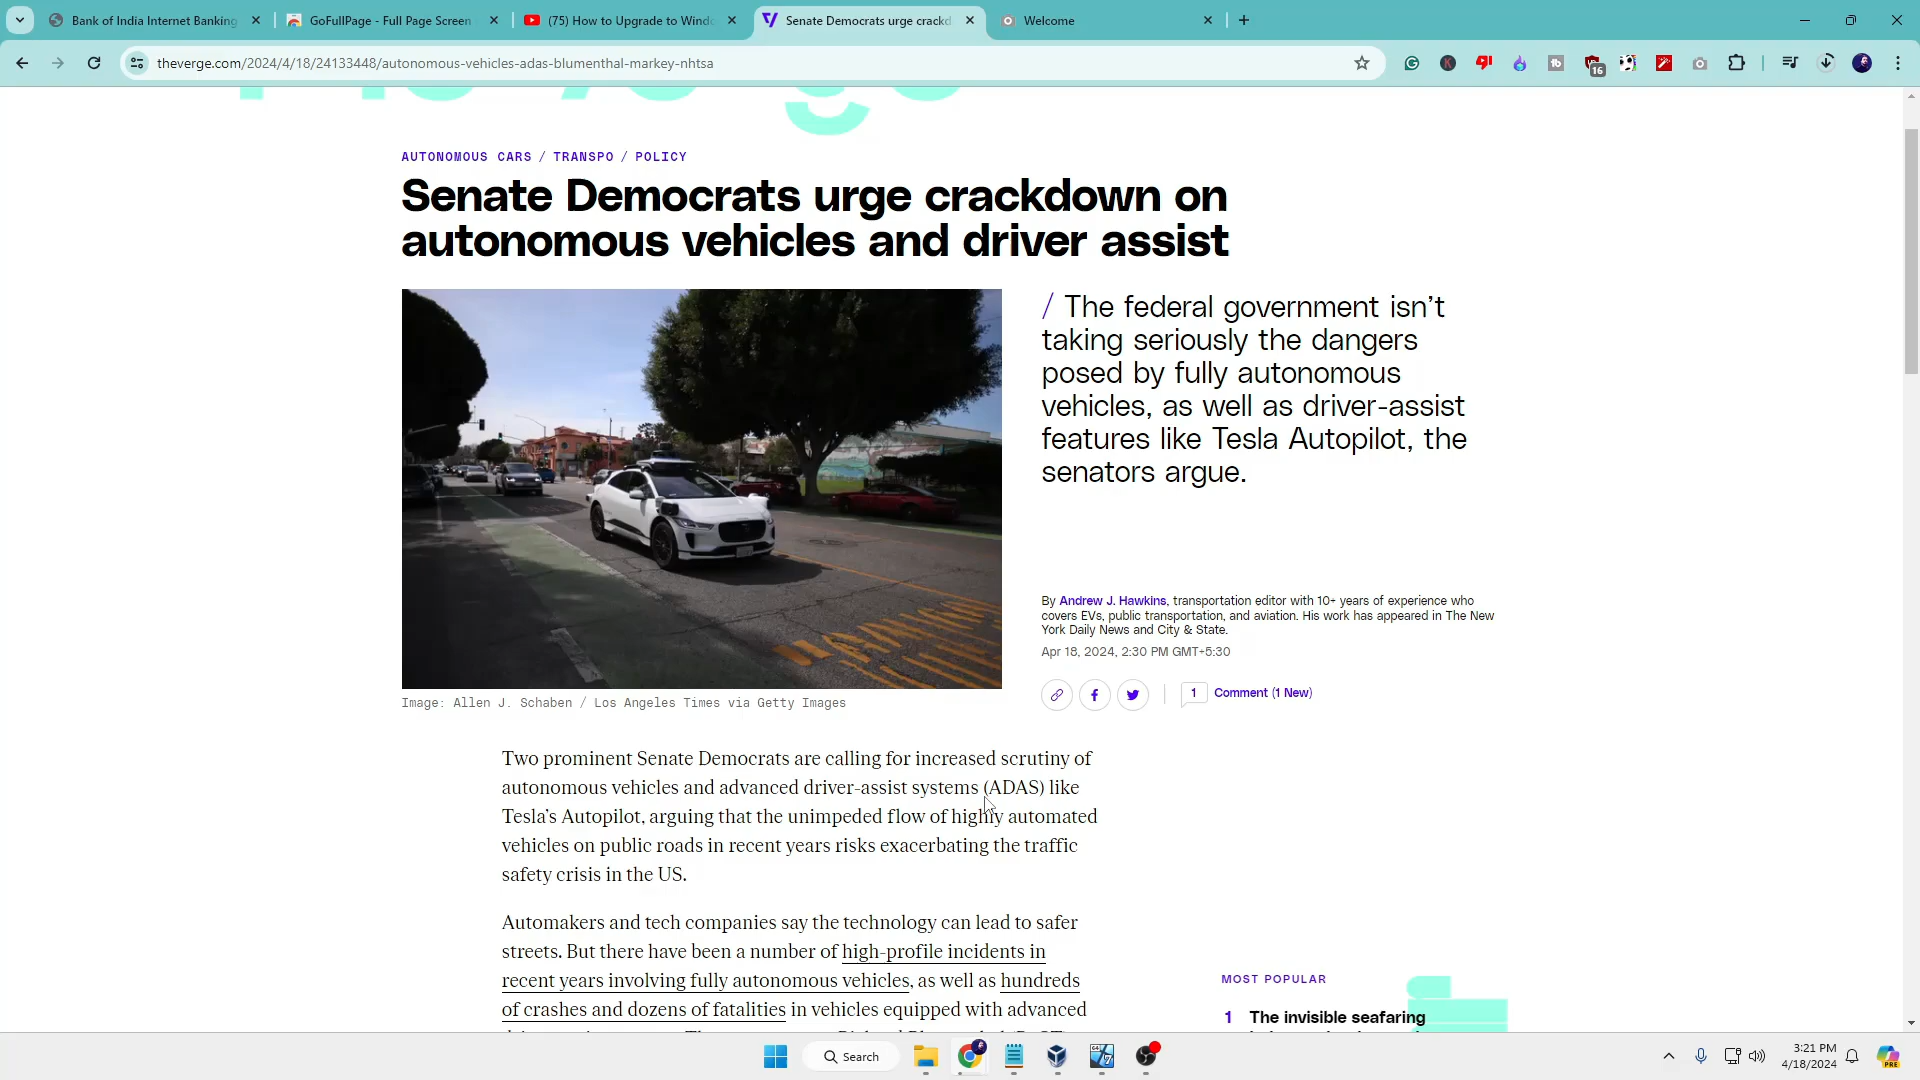 Bank of India Internet Banking
GoFullPage - Full Page Screen
(75) How to Upgrade to Windo
Senate Democrats urge crackd
Welcome
theverge.com/2024/4/18/24133448/autonomous-vehicles-adas-blumenthal-markey-nhtsa
16
AUTONOMOUS CARS / TRANSPO / POLICY
Senate Democrats urge crackdown on
autonomous vehicles and driver assist
/ The federal government isn’t
taking seriously the dangers
posed by fully autonomous
vehicles, as well as driver-assist
features like Tesla Autopilot, the
senators argue.
By Andrew J. Hawkins, transportation editor with 10+ years of experience who
covers EVs, public transportation, and aviation. His work has appeared in The New
York Daily News and City & State.
Apr 18, 2024, 2:30 PM GMT+5:30
1 Comment (1 New)
Image: Allen J. Schaben / Los Angeles Times via Getty Images
Two prominent Senate Democrats are calling for increased scrutiny of
autonomous vehicles and advanced driver-assist systems (ADAS) like
Tesla’s Autopilot, arguing that the unimpeded flow of highly automated
vehicles on public roads in recent years risks exacerbating the traffic
safety crisis in the US.
Automakers and tech companies say the technology can lead to safer
streets. But there have been a number of high-profile incidents in
recent years involving fully autonomous vehicles, as well as hundreds
of crashes and dozens of fatalities in vehicles equipped with advanced
MOST POPULAR
1 The invisible seafaring
Search
3:21 PM
4/18/2024
PRE